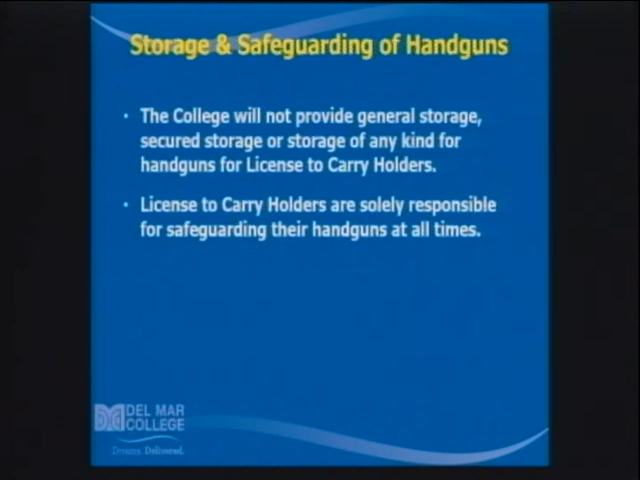 Storage & Safeguarding of Handguns
• The College will not provide general storage,
secured storage or storage of any kind for
handguns for License to Carry Holders.
• License to Carry Holders are solely responsible
for safeguarding their handguns at all times.
DEL MAR
COLLEGE
Dreams. Delivered.